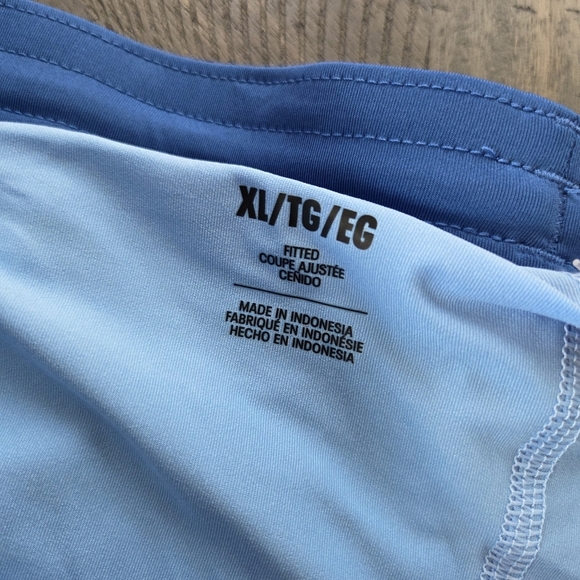 XL/TG/EG
FITTED
COUPE AJUSTÉE
CEÑIDO
MADE IN INDONESIA
FABRIQUÉ EN INDONÉSIE
HECHO EN INDONESIA